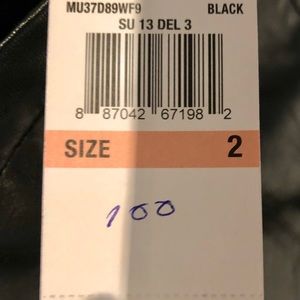 MU37D89WF9 BLACK
SU 13 DEL 3
8 87042 67198 2
SIZE 2
100